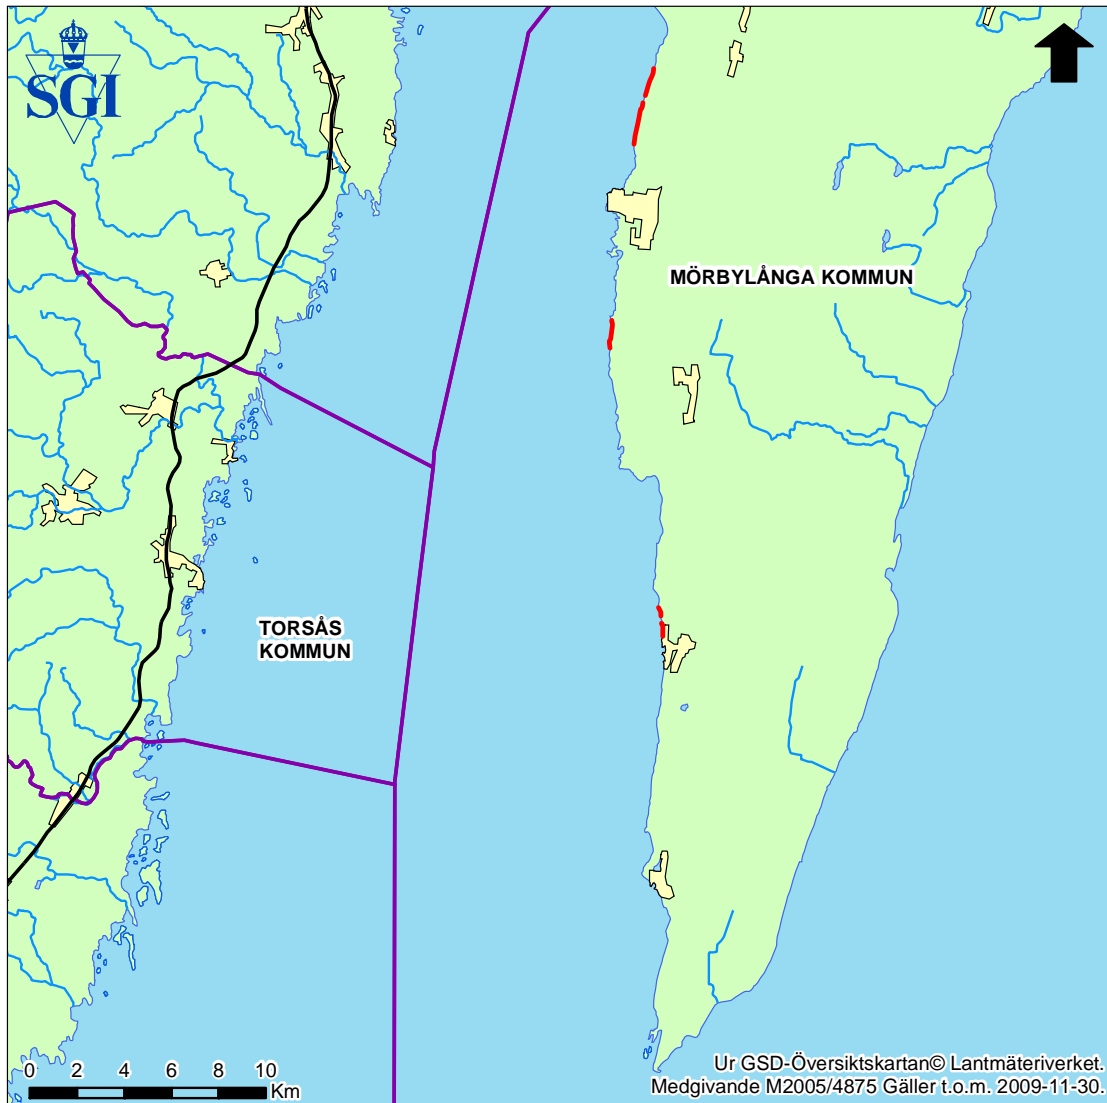 SGI
MÖRBYLÅNGA KOMMUN
TORSÅS
KOMMUN
0 2 4 6 8 10
Km
Ur GSD-Översiktskartan© Lantmäteriverket.
Medgivande M2005/4875 Gäller t.o.m. 2009-11-30.